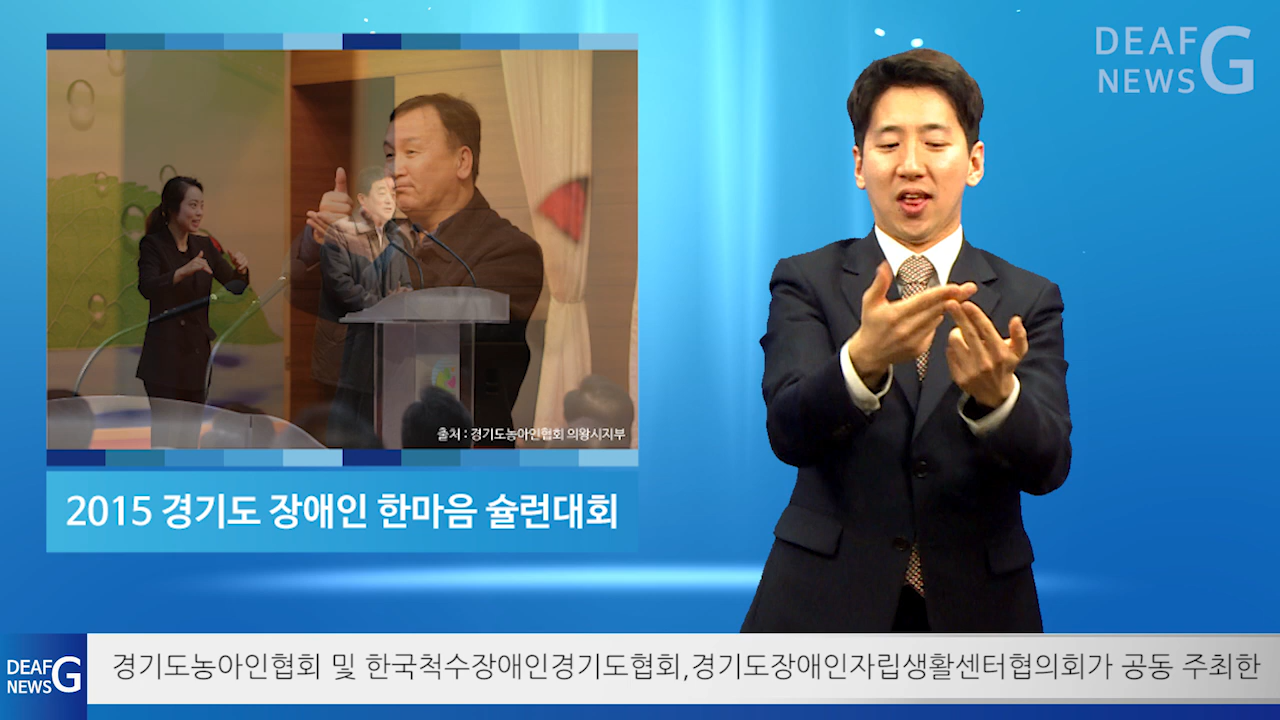 DEAF
NEWS G
출처 : 경기도농아인협회 의왕시지부
2015 경기도 장애인 한마음 슐런대회
DEAF
NEWS G
경기도농아인협회 및 한국척수장애인경기도협회,경기도장애인자립생활센터협의회가 공동 주최한